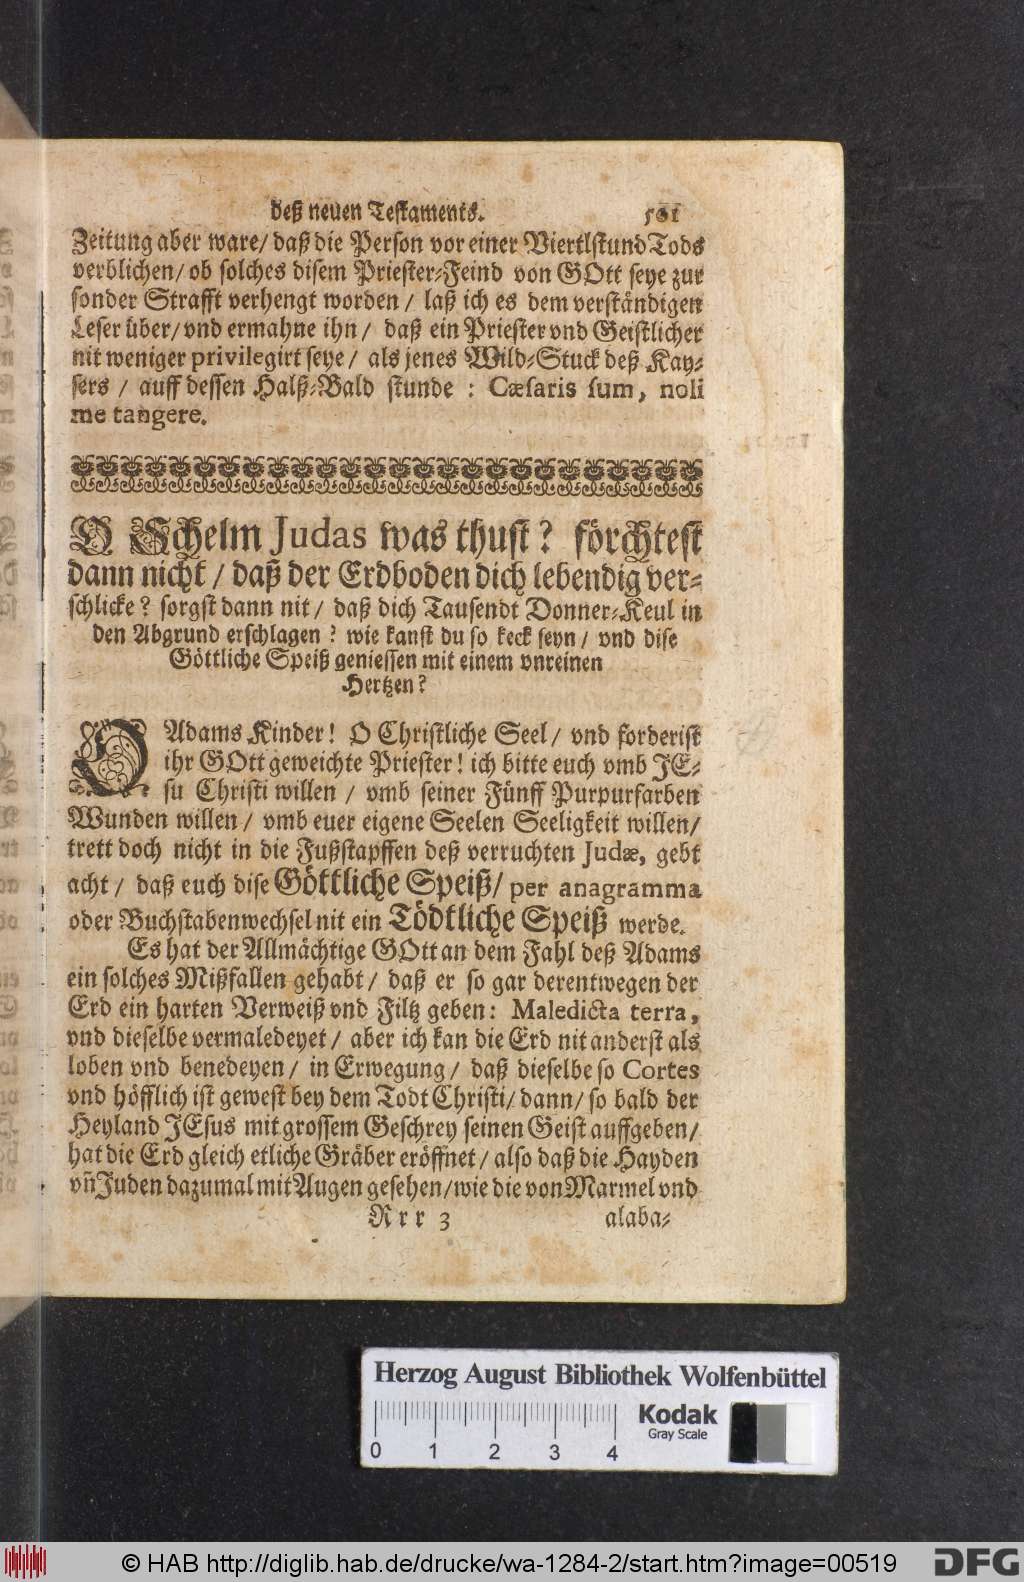 deß neuen Testaments. 501
Zeitung aber ware/ daß die Person vor einer Viertlstund Tods
verblichen/ ob solches disem Priester-Feind von GOtt seye zur
sonder Strafft verhengt worden / laß ich es dem verständigen
Leser über/ vnd ermahne ihn / daß ein Priester vnd Geistlicher
nit weniger privilegirt seye / als jenes Wild-Stuck deß Kay-
sers / auff dessen Halß-Bald stunde : Cæsaris sum, noli
me tangere.
O Schelm Judas was thust ? förchtest
dann nicht / daß der Erdboden dich lebendig ver-
schlicke ? sorgst dann nit / daß dich Tausendt Donner-Keul in
den Abgrund erschlagen ? wie kanst du so keck seyn / vnd dise
Göttliche Speiß geniessen mit einem vnreinen
Hertzen ?
O Adams Kinder! O Christliche Seel / vnd forderist
ihr GOtt geweichte Priester! ich bitte euch vmb JE-
su Christi willen / vmb seiner Fünff Purpurfarben
Wunden willen / vmb euer eigene Seelen Seeligkeit willen/
trett doch nicht in die Fußstapffen deß verruchten Judæ, gebt
acht / daß euch dise Göttliche Speiß/ per anagramma
oder Buchstabenwechsel nit ein Tödtliche Speiß werde.
Es hat der Allmächtige GOtt an dem Fahl deß Adams
ein solches Mißfallen gehabt / daß er so gar derentwegen der
Erd ein harten Verweiß vnd Filtz geben: Maledicta terra,
vnd dieselbe vermaledeyet / aber ich kan die Erd nit anderst als
loben vnd benedeyen / in Erwegung / daß dieselbe so Cortes
vnd höfflich ist gewest bey dem Todt Christi/ dann/ so bald der
Heyland JEsus mit grossem Geschrey seinen Geist auffgeben/
hat die Erd gleich etliche Gräber eröffnet / also daß die Hayden
vñ Juden dazumal mit Augen gesehen/ wie die von Marmel vnd
Rrr 3 alaba-
Herzog August Bibliothek Wolfenbüttel
Kodak
Gray Scale
0 1 2 3 4
© HAB http://diglib.hab.de/drucke/wa-1284-2/start.htm?image=00519
DFG